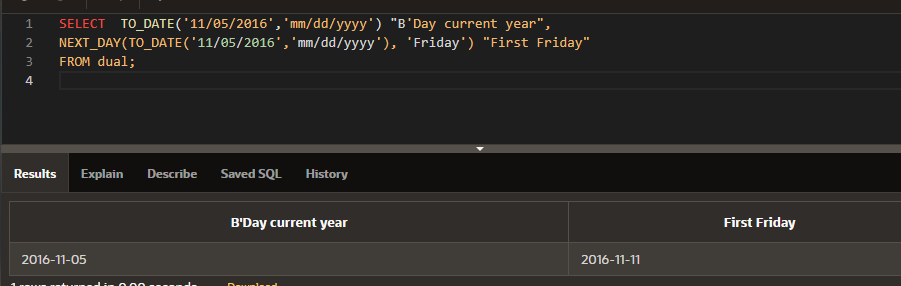 1 SELECT  TO_DATE('11/05/2016','mm/dd/yyyy') "B'Day current year",
2 NEXT_DAY(TO_DATE('11/05/2016','mm/dd/yyyy'), 'Friday') "First Friday"
3 FROM dual;
4
Results Explain Describe Saved SQL History
B'Day current year First Friday
2016-11-05 2016-11-11
1 rows returned in 0.00 seconds Download